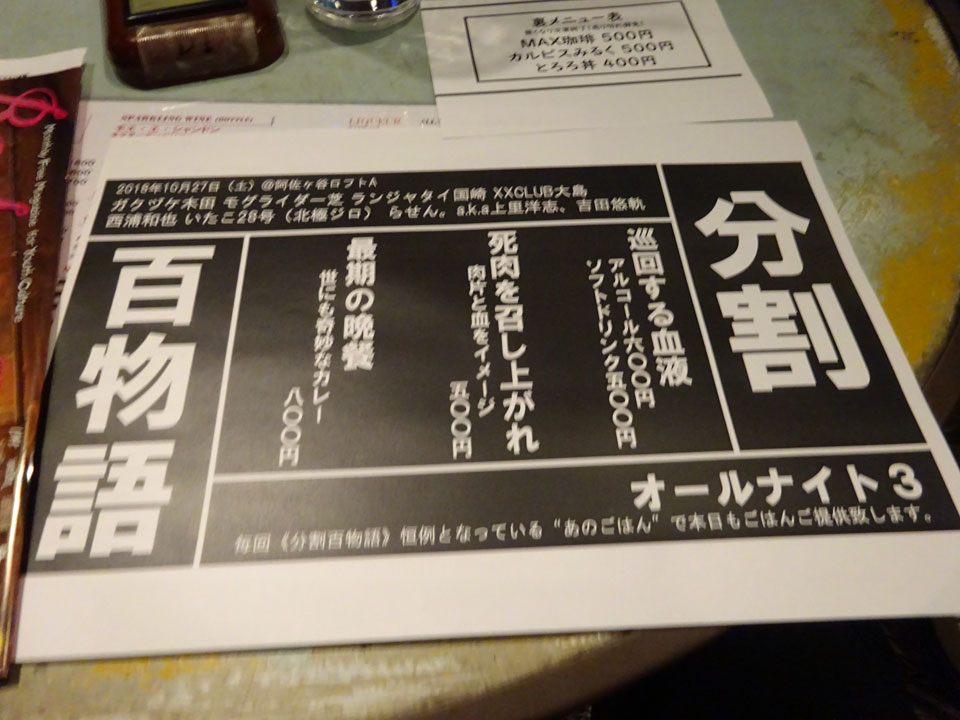 裏メニュー表
MAX珈琲 500円
カルピスみるく 500円
とろろ丼 400円
SPARKLING WINE (BOTTLE)
LIQUEUR
2018年10月27日（土）@阿佐ヶ谷ロフトA
ガクヅケ木田 モグライダー芝 ランジャタイ国崎 XXCLUB大島
西浦和也 いたこ28号（北極ジロ） らせん。a.k.a上里洋志。吉田悠軌
分割
百物語
巡回する血液
アルコール六〇〇円
ソフトドリンク五〇〇円
死肉を召し上がれ
肉片と血をイメージ
五〇〇円
最期の晩餐
世にも奇妙なカレー
八〇〇円
オールナイト3
毎回《分割百物語》恒例となっている“あのごはん”で本日もごはんご提供致します。